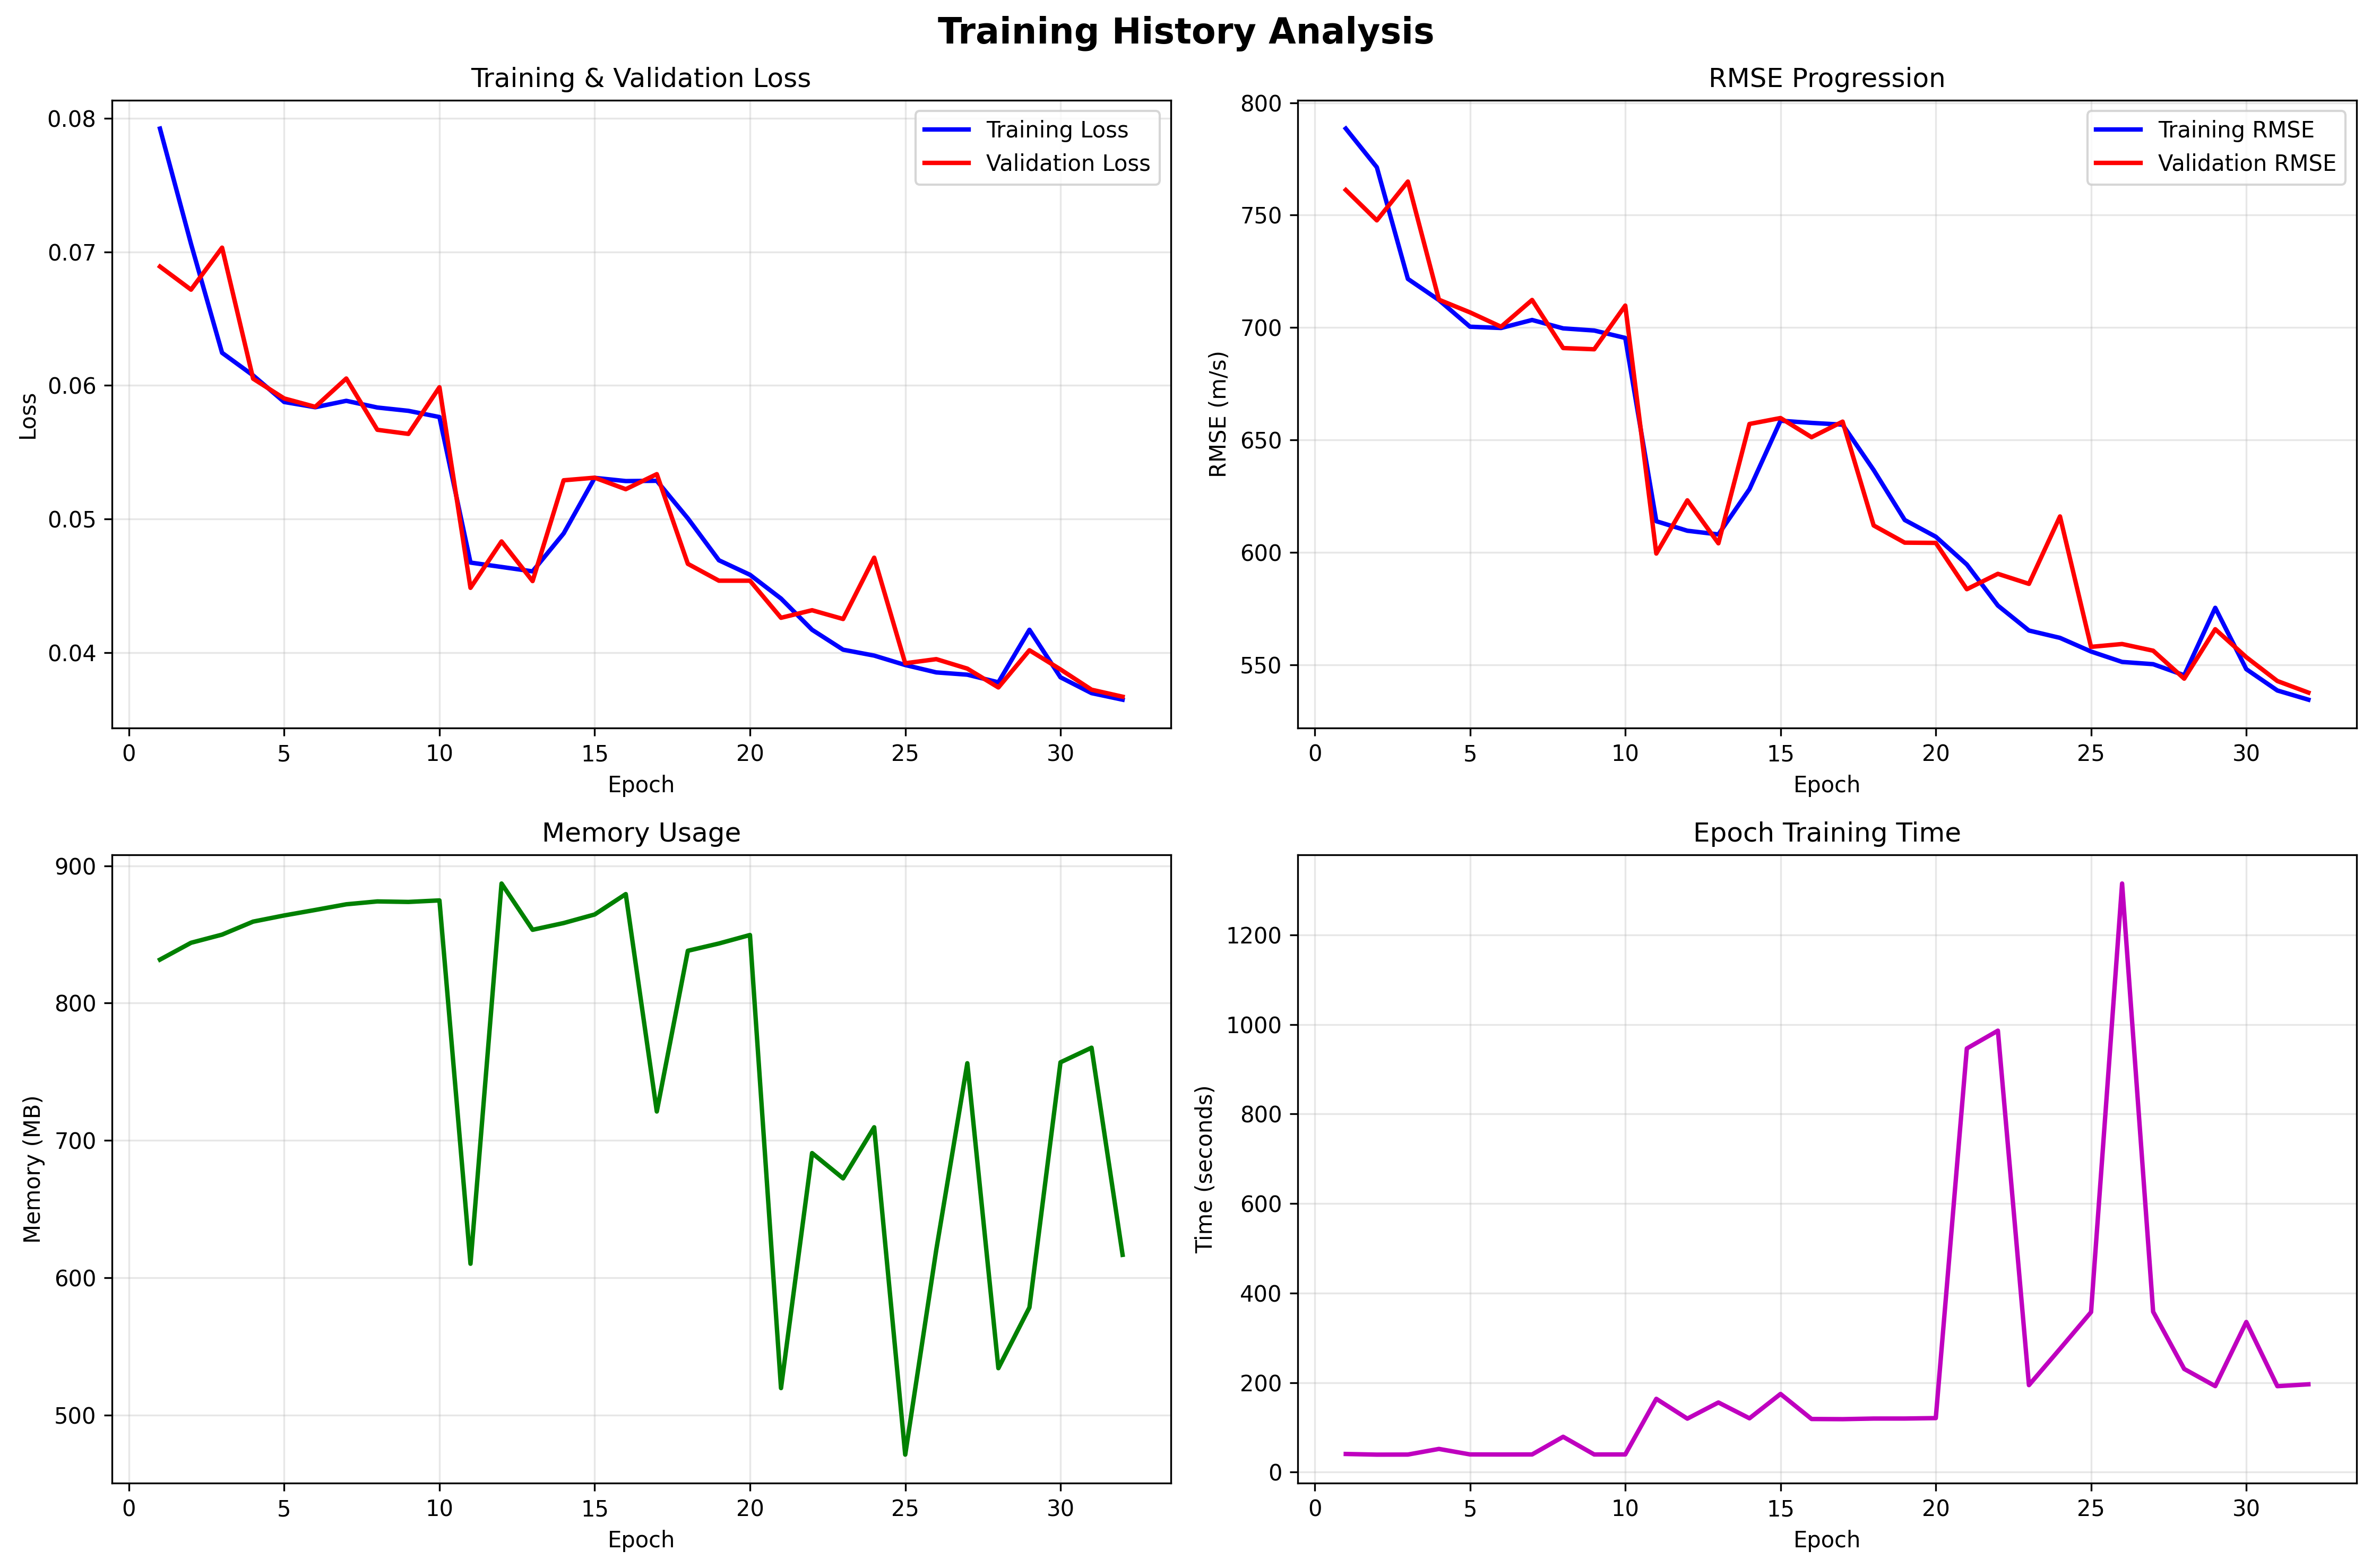 Training History Analysis
Training & Validation Loss
Loss
0.08
0.07
0.06
0.05
0.04
Training Loss
Validation Loss
0 5 10 15 20 25 30
Epoch
RMSE Progression
RMSE (m/s)
800
750
700
650
600
550
Training RMSE
Validation RMSE
0 5 10 15 20 25 30
Epoch
Memory Usage
Memory (MB)
900
800
700
600
500
0 5 10 15 20 25 30
Epoch
Epoch Training Time
Time (seconds)
1200
1000
800
600
400
200
0
0 5 10 15 20 25 30
Epoch